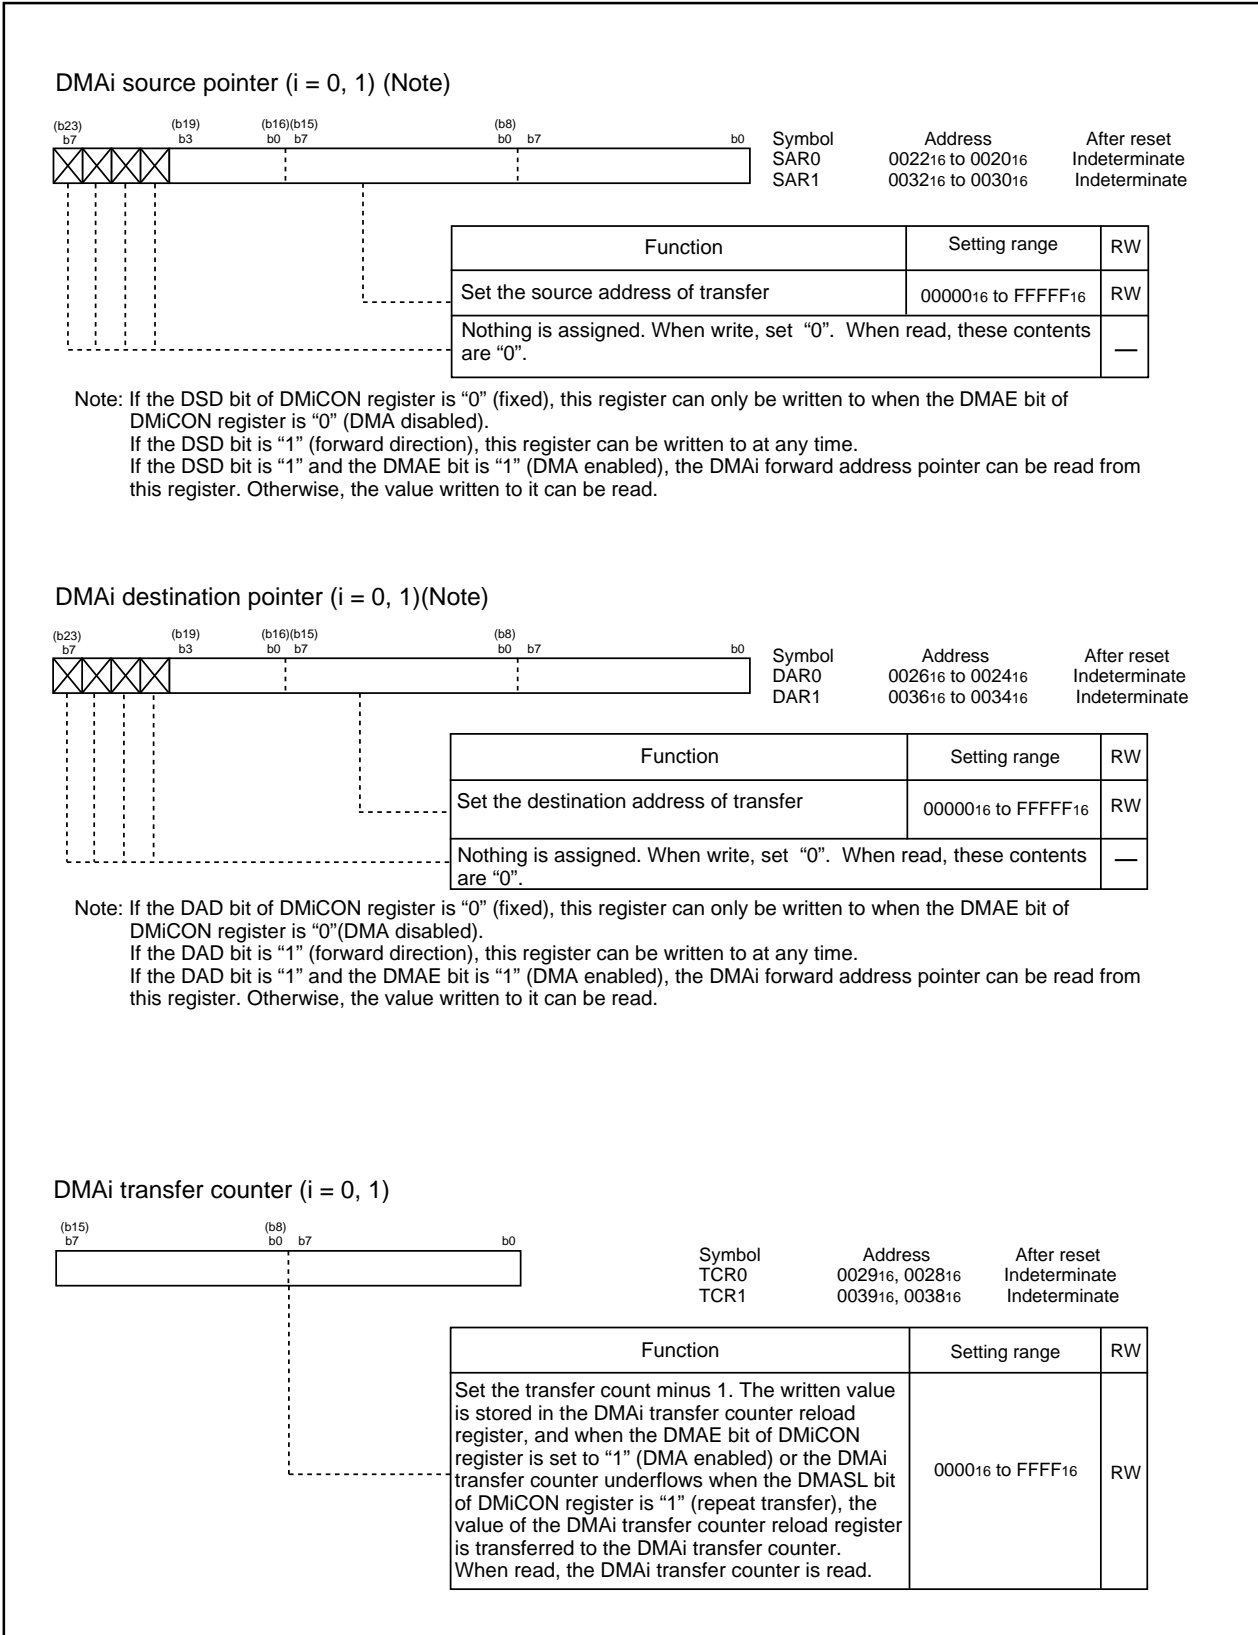 DMAi source pointer (i = 0, 1) (Note)
(b23) (b19) (b16)(b15) (b8)
b7 b3 b0 b7 b0 b7 b0
Symbol Address After reset
SAR0 002216 to 002016 Indeterminate
SAR1 003216 to 003016 Indeterminate
Function Setting range RW
Set the source address of transfer 0000016 to FFFFF16 RW
Nothing is assigned. When write, set “0”. When read, these contents
are “0”. —
Note: If the DSD bit of DMiCON register is “0” (fixed), this register can only be written to when the DMAE bit of
DMiCON register is “0” (DMA disabled).
If the DSD bit is “1” (forward direction), this register can be written to at any time.
If the DSD bit is “1” and the DMAE bit is “1” (DMA enabled), the DMAi forward address pointer can be read from
this register. Otherwise, the value written to it can be read.
DMAi destination pointer (i = 0, 1)(Note)
(b23) (b19) (b16)(b15) (b8)
b7 b3 b0 b7 b0 b7 b0
Symbol Address After reset
DAR0 002616 to 002416 Indeterminate
DAR1 003616 to 003416 Indeterminate
Function Setting range RW
Set the destination address of transfer 0000016 to FFFFF16 RW
Nothing is assigned. When write, set “0”. When read, these contents
are “0”. —
Note: If the DAD bit of DMiCON register is “0” (fixed), this register can only be written to when the DMAE bit of
DMiCON register is “0”(DMA disabled).
If the DAD bit is “1” (forward direction), this register can be written to at any time.
If the DAD bit is “1” and the DMAE bit is “1” (DMA enabled), the DMAi forward address pointer can be read from
this register. Otherwise, the value written to it can be read.
DMAi transfer counter (i = 0, 1)
(b15) (b8)
b7 b0 b7 b0
Symbol Address After reset
TCR0 002916, 002816 Indeterminate
TCR1 003916, 003816 Indeterminate
Function Setting range RW
Set the transfer count minus 1. The written value
is stored in the DMAi transfer counter reload
register, and when the DMAE bit of DMiCON
register is set to “1” (DMA enabled) or the DMAi
transfer counter underflows when the DMASL bit
of DMiCON register is “1” (repeat transfer), the
value of the DMAi transfer counter reload register
is transferred to the DMAi transfer counter.
When read, the DMAi transfer counter is read.
000016 to FFFF16 RW